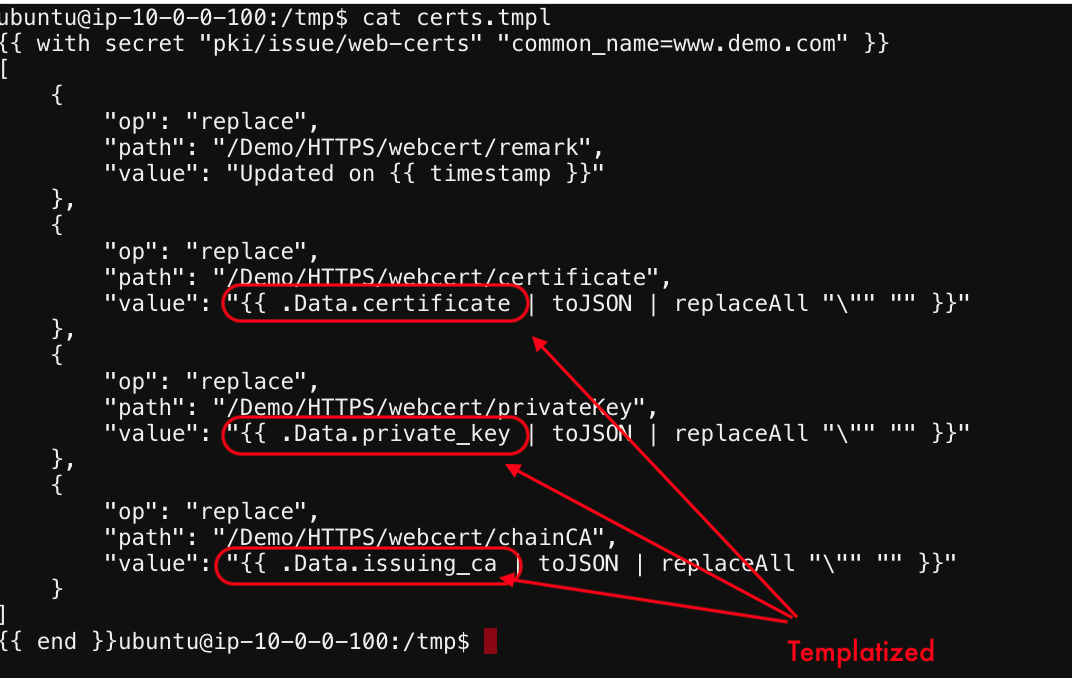 ubuntu@ip-10-0-0-100:/tmp$ cat certs.tmpl
{{ with secret "pki/issue/web-certs" "common_name=www.demo.com" }}
[
    {
        "op": "replace",
        "path": "/Demo/HTTPS/webcert/remark",
        "value": "Updated on {{ timestamp }}"
    },
    {
        "op": "replace",
        "path": "/Demo/HTTPS/webcert/certificate",
        "value": "{{ .Data.certificate | toJSON | replaceAll "\"" "" }}"
    },
    {
        "op": "replace",
        "path": "/Demo/HTTPS/webcert/privateKey",
        "value": "{{ .Data.private_key | toJSON | replaceAll "\"" "" }}"
    },
    {
        "op": "replace",
        "path": "/Demo/HTTPS/webcert/chainCA",
        "value": "{{ .Data.issuing_ca | toJSON | replaceAll "\"" "" }}"
    }
]
{{ end }}ubuntu@ip-10-0-0-100:/tmp$
Templatized